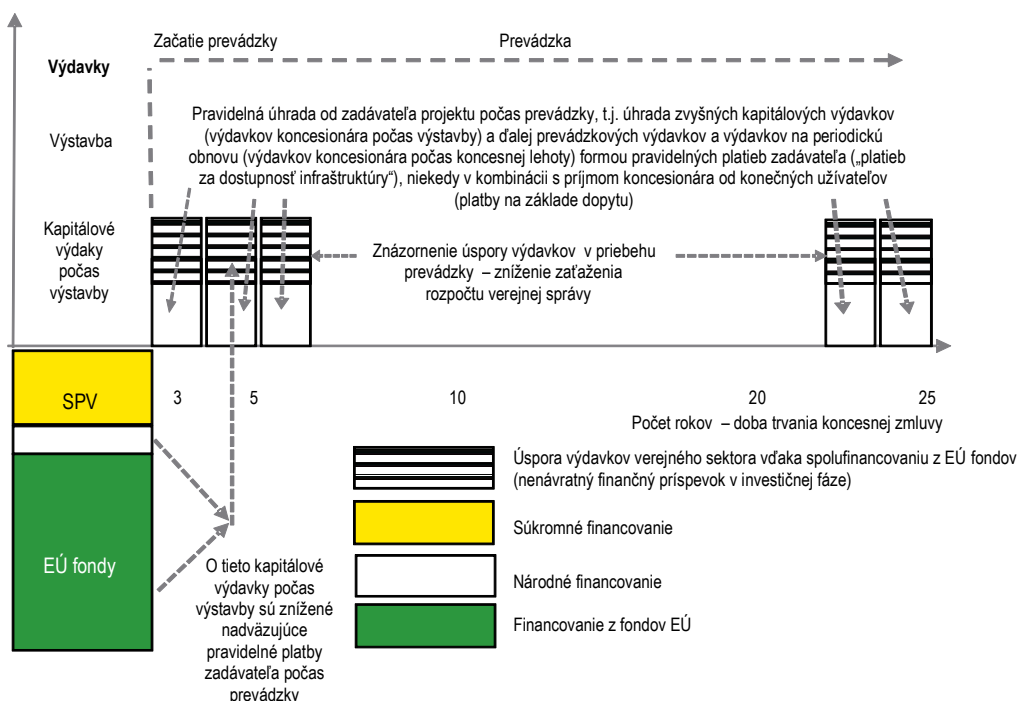 Začatie prevádzky
Prevádzka
Výdavky
Výstavba
Pravidelná úhrada od zadávateľa projektu počas prevádzky, t.j. úhrada zvyšných kapitálových výdavkov
(výdavkov koncesionára počas výstavby) a ďalej prevádzkových výdavkov a výdavkov na periodickú
obnovu (výdavkov koncesionára počas koncesnej lehoty) formou pravidelných platieb zadávateľa („platieb
za dostupnosť infraštruktúry“), niekedy v kombinácii s príjmom koncesionára od konečných užívateľov
(platby na základe dopytu)
Kapitálové
výdaky
počas
výstavby
Znázornenie úspory výdavkov v priebehu
prevádzky – zníženie zaťaženia
rozpočtu verejnej správy
SPV
3
5
10
20
25
Počet rokov – doba trvania koncesnej zmluvy
Úspora výdavkov verejného sektora vďaka spolufinancovaniu z EÚ fondov
(nenávratný finančný príspevok v investičnej fáze)
Súkromné financovanie
EÚ fondy
Národné financovanie
Financovanie z fondov EÚ
O tieto kapitálové
výdavky počas
výstavby sú znížené
nadväzujúce
pravidelné platby
zadávateľa počas
prevádzky